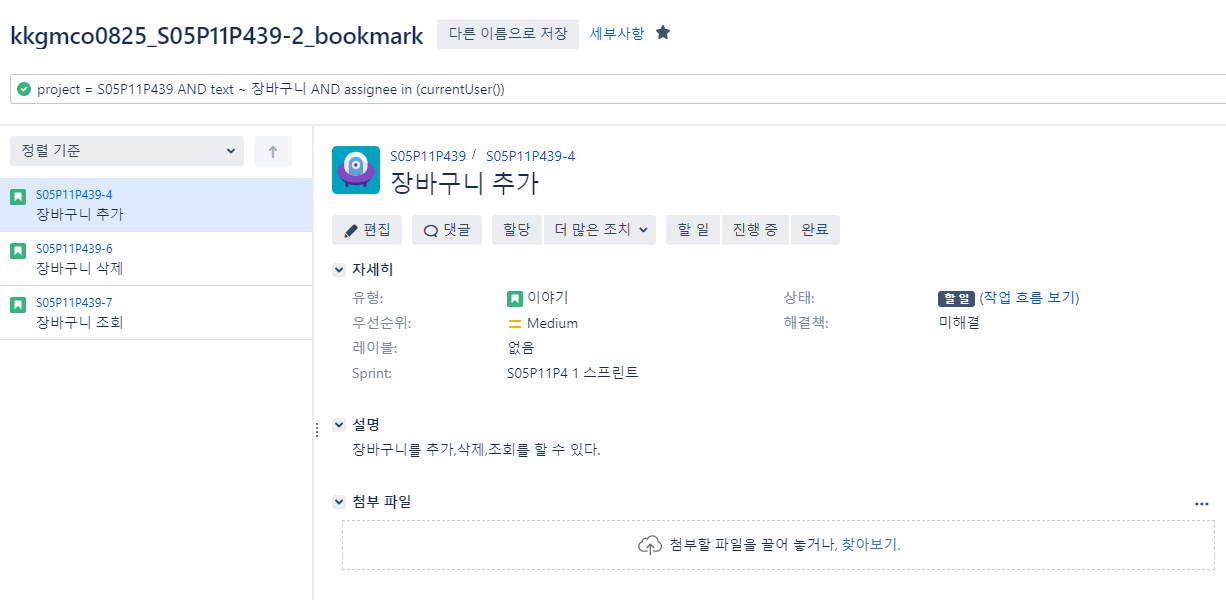 kkgmco0825_S05P11P439-2_bookmark 다른 이름으로 저장 세부사항
project = S05P11P439 AND text ~ 장바구니 AND assignee in (currentUser())
정렬 기준
S05P11P439-4
장바구니 추가
S05P11P439-6
장바구니 삭제
S05P11P439-7
장바구니 조회
S05P11P439 / S05P11P439-4
장바구니 추가
편집 댓글 할당 더 많은 조치 할 일 진행 중 완료
자세히
유형: 이야기 상태: 할 일 (작업 흐름 보기)
우선순위: Medium 해결책: 미해결
레이블: 없음
Sprint: S05P11P4 1 스프린트
설명
장바구니를 추가,삭제,조회를 할 수 있다.
첨부 파일
첨부할 파일을 끌어 놓거나, 찾아보기.